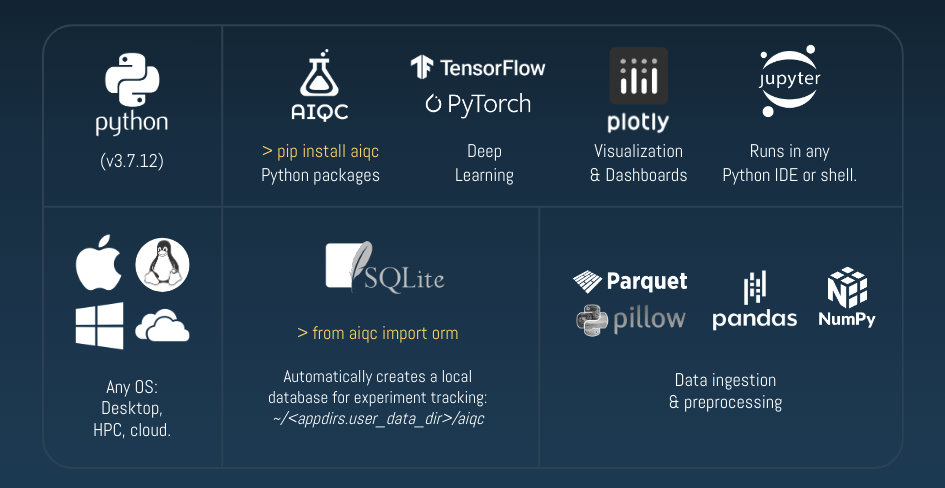 python
(v3.7.12)
AIQC
> pip install aiqc
Python packages
TensorFlow
PyTorch
Deep
Learning
plotly
Visualization
& Dashboards
jupyter
Runs in any
Python IDE or shell.
Any OS:
Desktop,
HPC, cloud.
SQLite
> from aiqc import orm
Automatically creates a local
database for experiment tracking:
~/<appdirs.user_data_dir>/aiqc
Parquet
pillow
pandas
NumPy
Data ingestion
& preprocessing